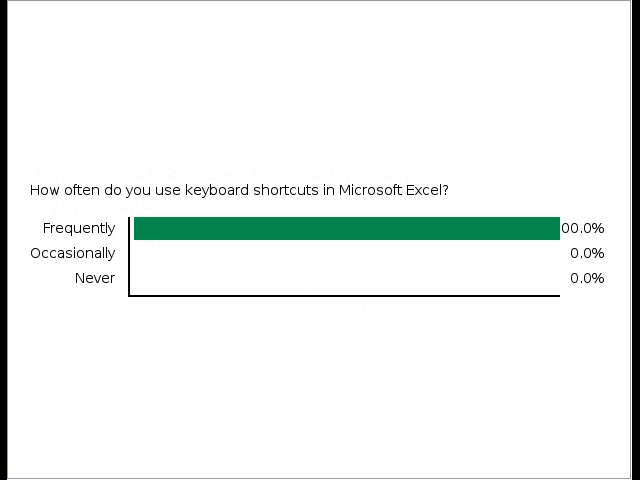 How often do you use keyboard shortcuts in Microsoft Excel?
Frequently 00.0%
Occasionally 0.0%
Never 0.0%